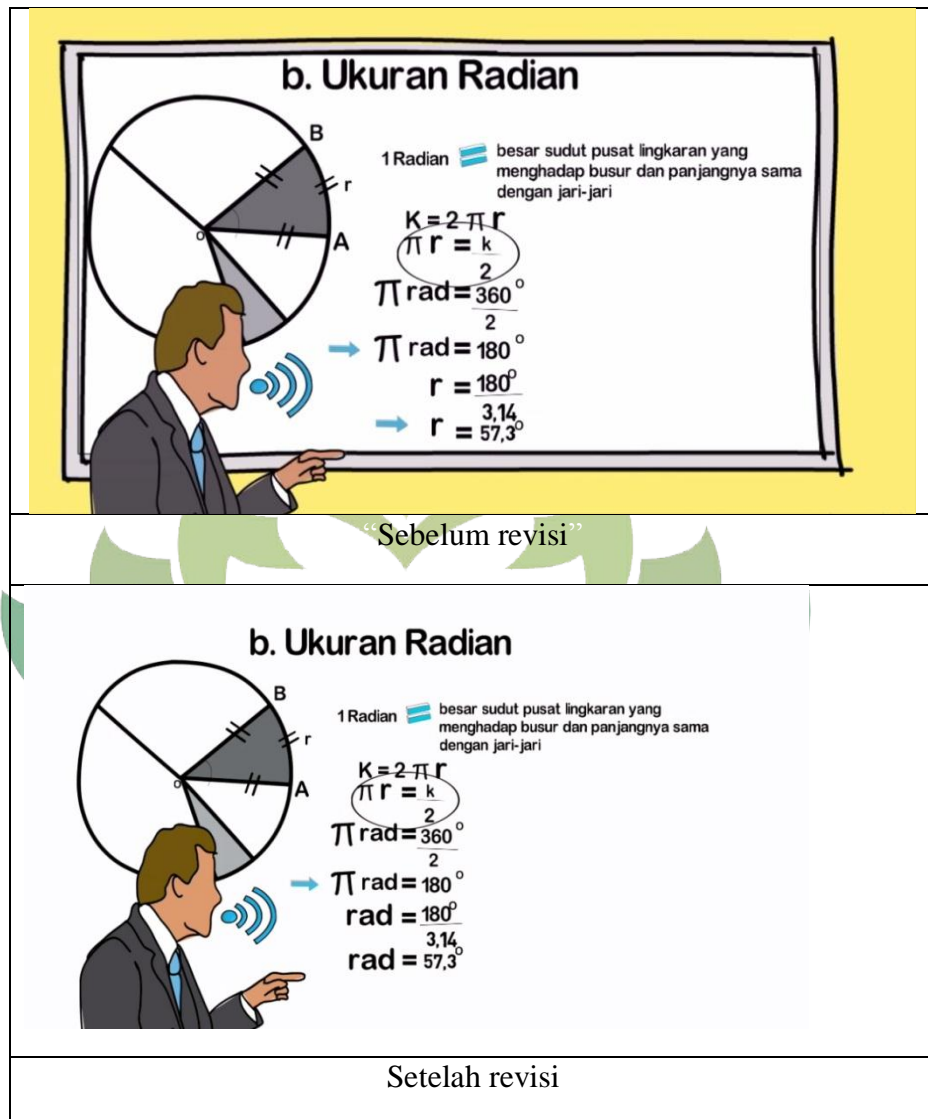 b. Ukuran Radian
B
1 Radian = besar sudut pusat lingkaran yang
menghadap busur dan panjangnya sama
dengan jari-jari
r
K = 2 π r
o
A
π r = k
2
π rad = 360°
2
π rad = 180°
r = 180°
3,14
r = 57,3°
“Sebelum revisi”
b. Ukuran Radian
B
1 Radian = besar sudut pusat lingkaran yang
menghadap busur dan panjangnya sama
dengan jari-jari
r
K = 2 π r
o
A
π r = k
2
π rad = 360°
2
π rad = 180°
rad = 180°
3,14
rad = 57,3°
Setelah revisi